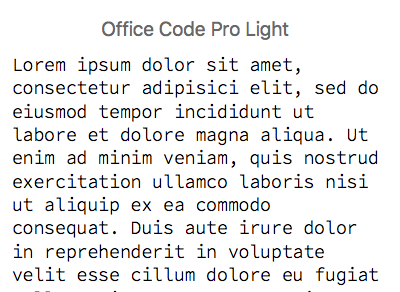 Office Code Pro Light
Lorem ipsum dolor sit amet,
consectetur adipisici elit, sed do
eiusmod tempor incididunt ut
labore et dolore magna aliqua. Ut
enim ad minim veniam, quis nostrud
exercitation ullamco laboris nisi
ut aliquip ex ea commodo
consequat. Duis aute irure dolor
in reprehenderit in voluptate
velit esse cillum dolore eu fugiat